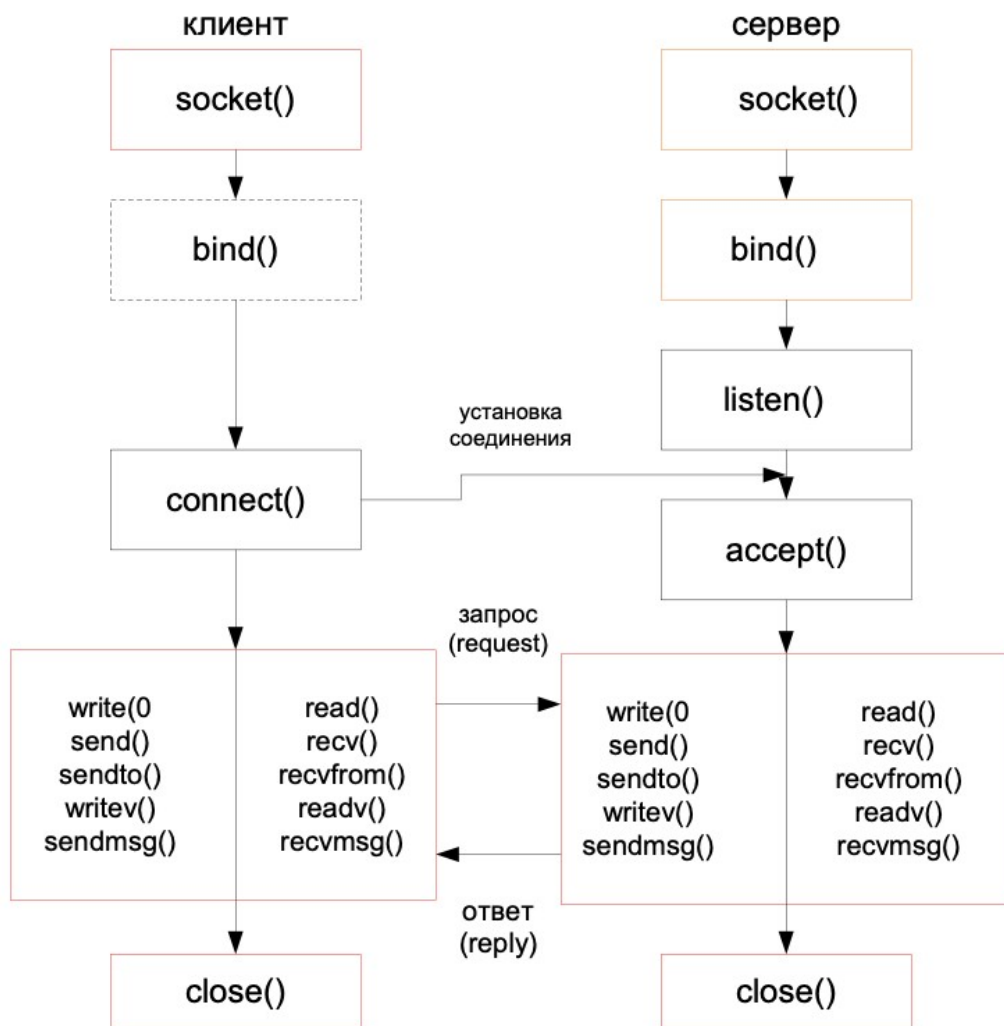 клиент
сервер
socket()
socket()
bind()
bind()
listen()
установка
соединения
connect()
accept()
запрос
(request)
write(0
send()
sendto()
writev()
sendmsg()
read()
recv()
recvfrom()
readv()
recvmsg()
write(0
send()
sendto()
writev()
sendmsg()
read()
recv()
recvfrom()
readv()
recvmsg()
ответ
(reply)
close()
close()